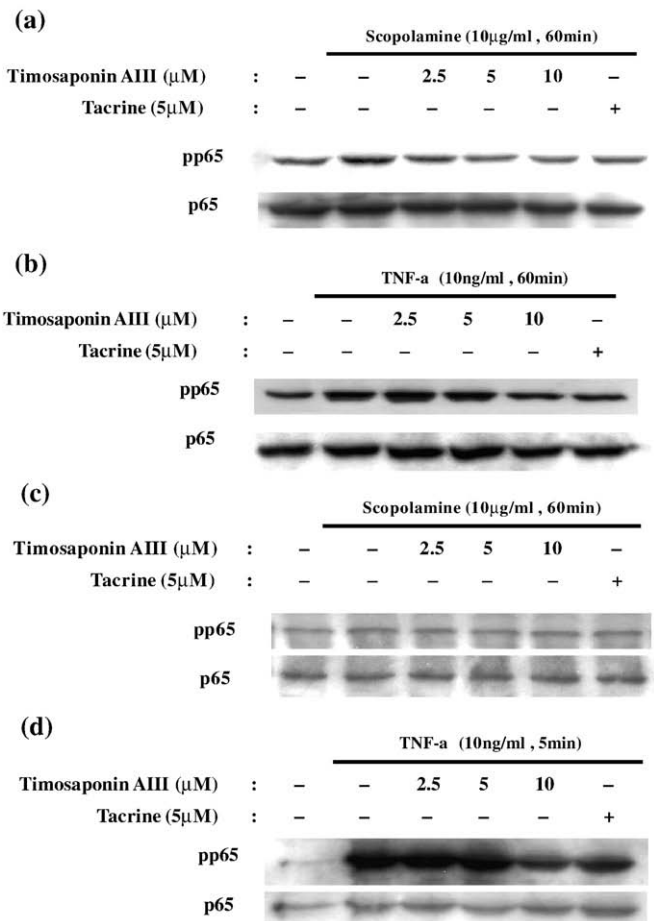 (a)
Scopolamine (10μg/ml , 60min)
Timosaponin AIII (μM) : – – 2.5 5 10 –
Tacrine (5μM) : – – – – – +
pp65
p65
(b)
TNF-a (10ng/ml , 60min)
Timosaponin AIII (μM) : – – 2.5 5 10 –
Tacrine (5μM) : – – – – – +
pp65
p65
(c)
Scopolamine (10μg/ml , 60min)
Timosaponin AIII (μM) : – – 2.5 5 10 –
Tacrine (5μM) : – – – – – +
pp65
p65
(d)
TNF-a (10ng/ml , 5min)
Timosaponin AIII (μM) : – – 2.5 5 10 –
Tacrine (5μM) : – – – – – +
pp65
p65